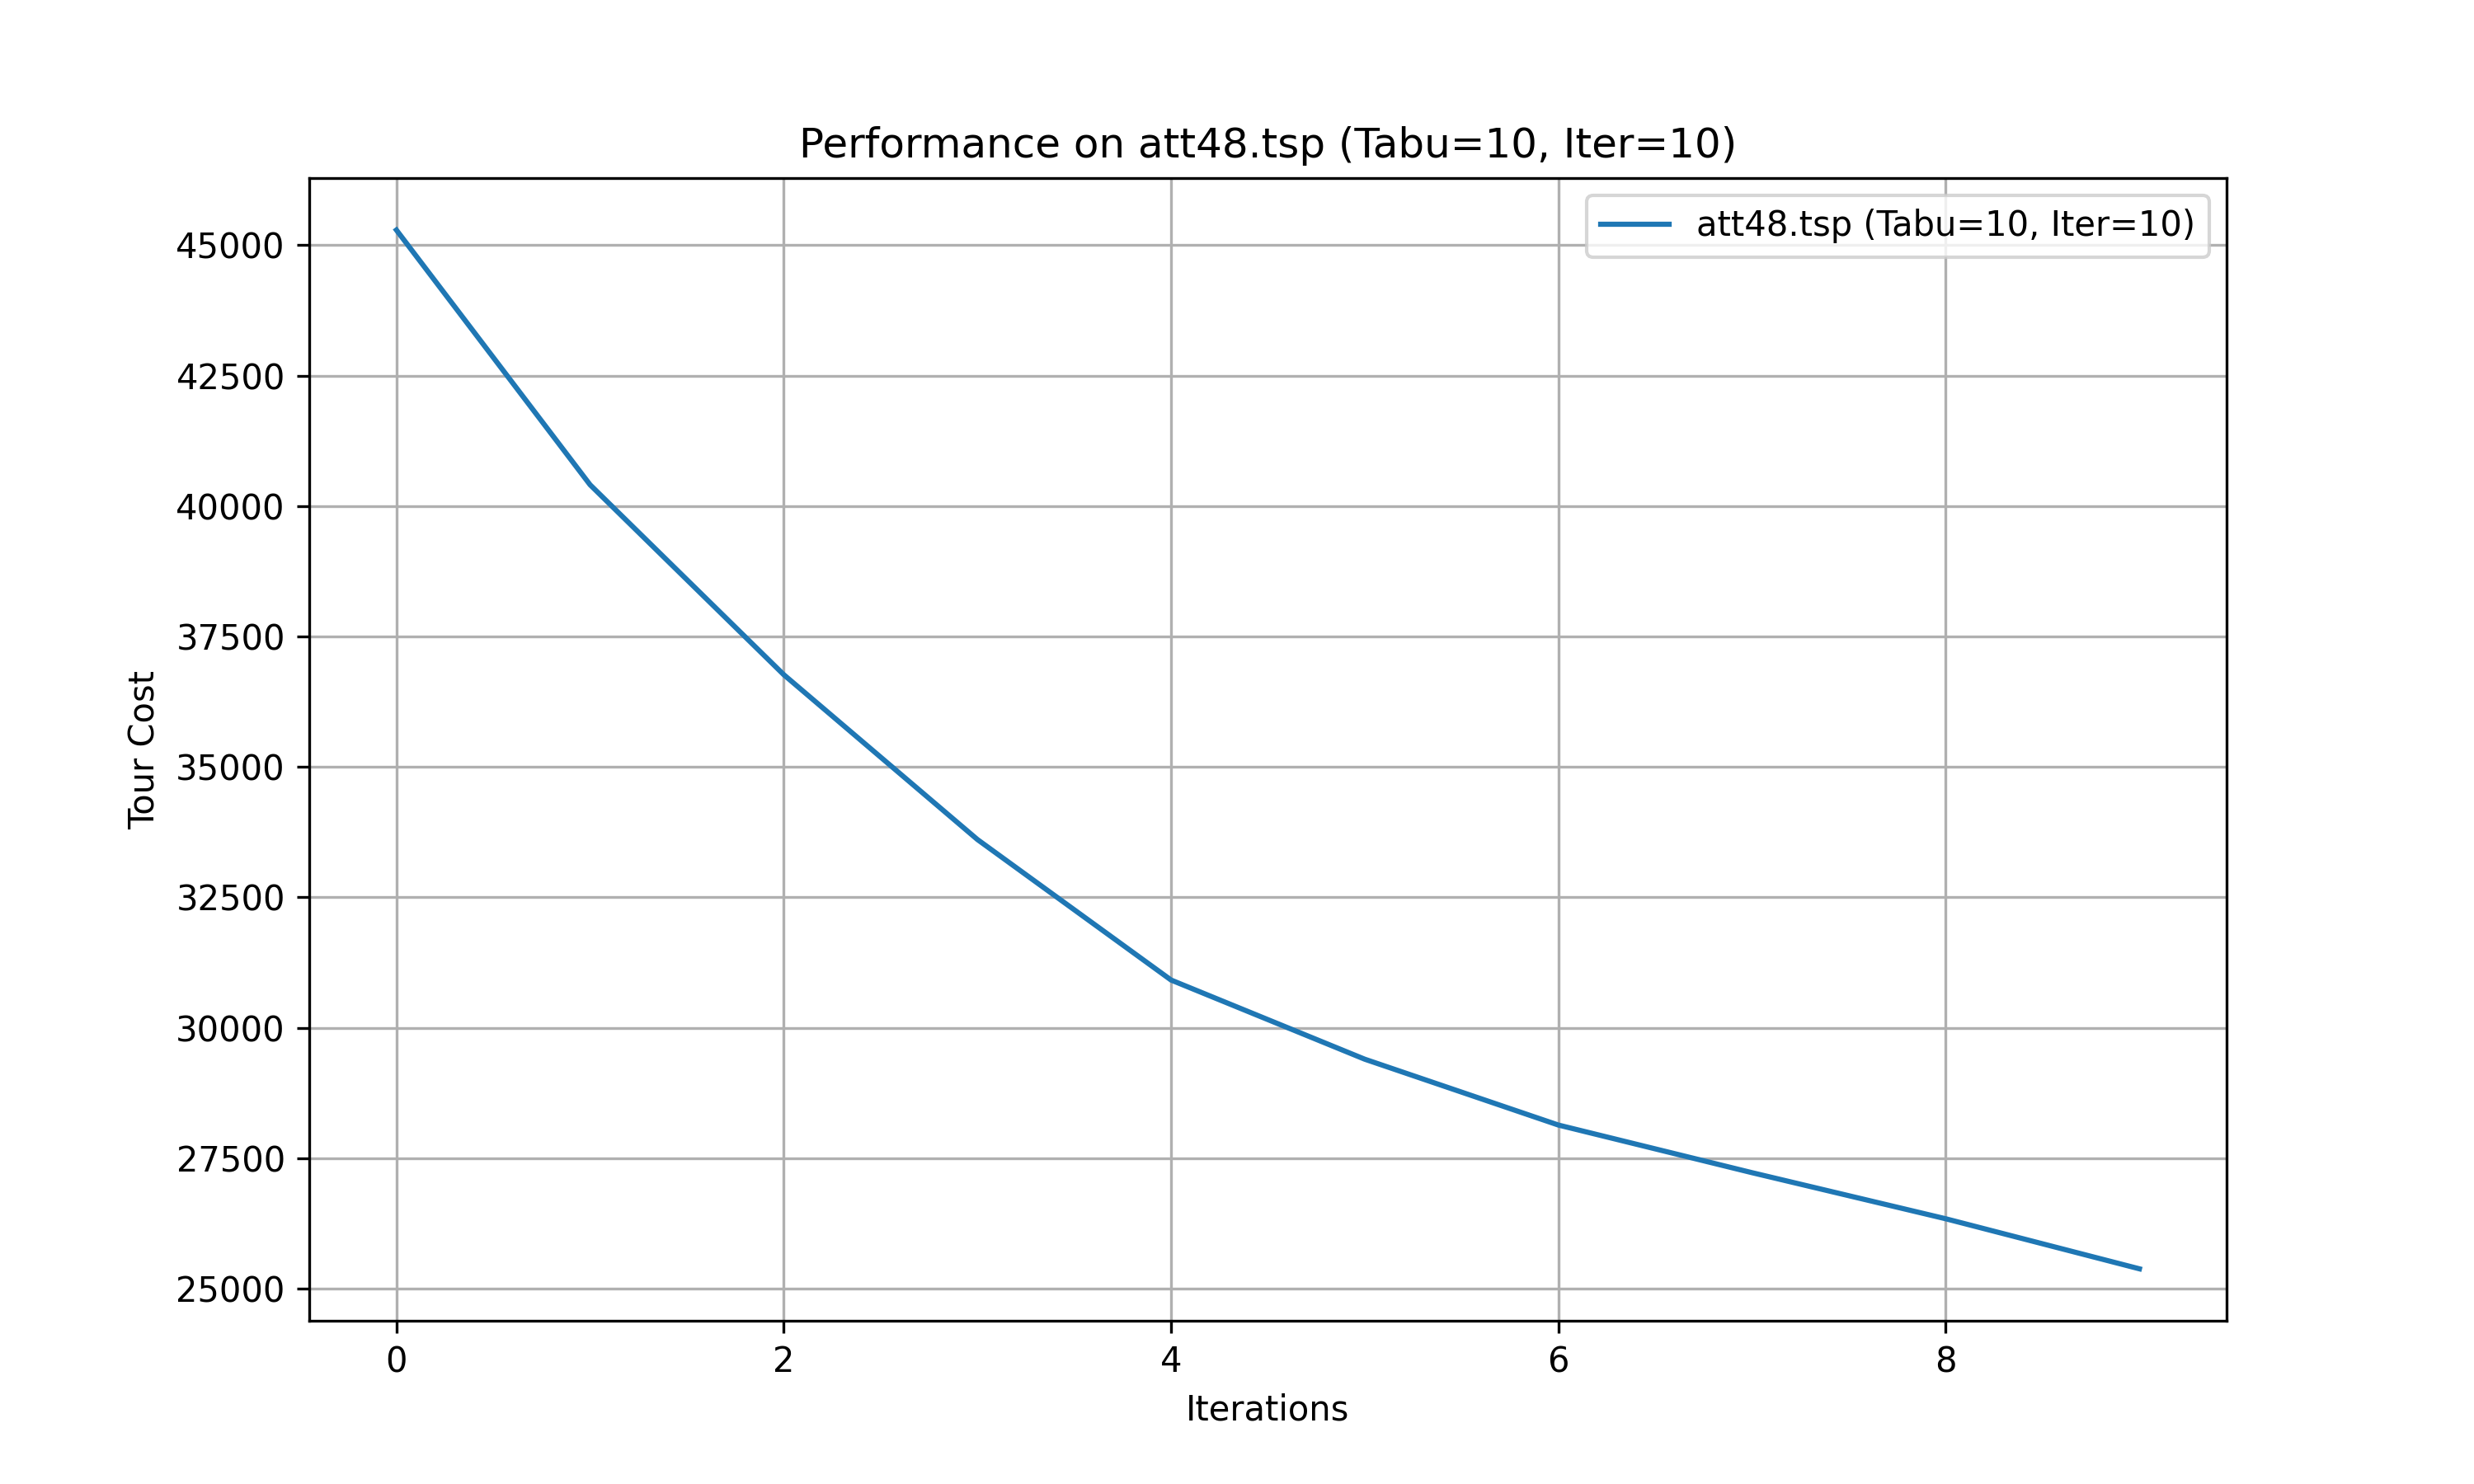 Performance on att48.tsp (Tabu=10, Iter=10)
att48.tsp (Tabu=10, Iter=10)
45000
42500
40000
37500
35000
32500
30000
27500
25000
Tour Cost
0 2 4 6 8
Iterations